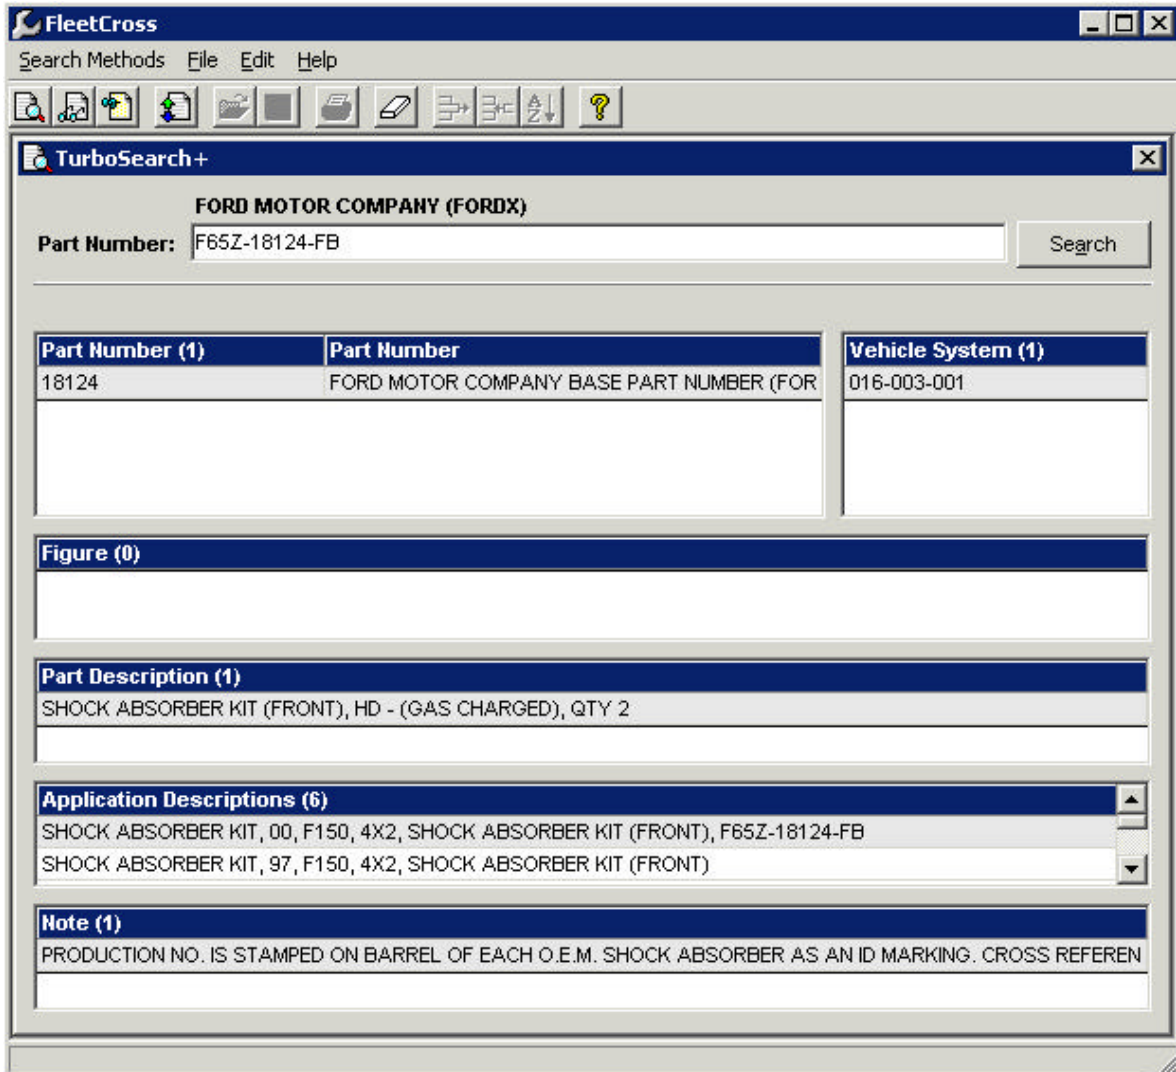 FleetCross
Search Methods File Edit Help
TurboSearch+
FORD MOTOR COMPANY (FORDX)
Part Number: F65Z-18124-FB Search
Part Number (1) Part Number Vehicle System (1)
18124 FORD MOTOR COMPANY BASE PART NUMBER (FOR 016-003-001
Figure (0)
Part Description (1)
SHOCK ABSORBER KIT (FRONT), HD - (GAS CHARGED), QTY 2
Application Descriptions (6)
SHOCK ABSORBER KIT, 00, F150, 4X2, SHOCK ABSORBER KIT (FRONT), F65Z-18124-FB
SHOCK ABSORBER KIT, 97, F150, 4X2, SHOCK ABSORBER KIT (FRONT)
Note (1)
PRODUCTION NO. IS STAMPED ON BARREL OF EACH O.E.M. SHOCK ABSORBER AS AN ID MARKING. CROSS REFEREN